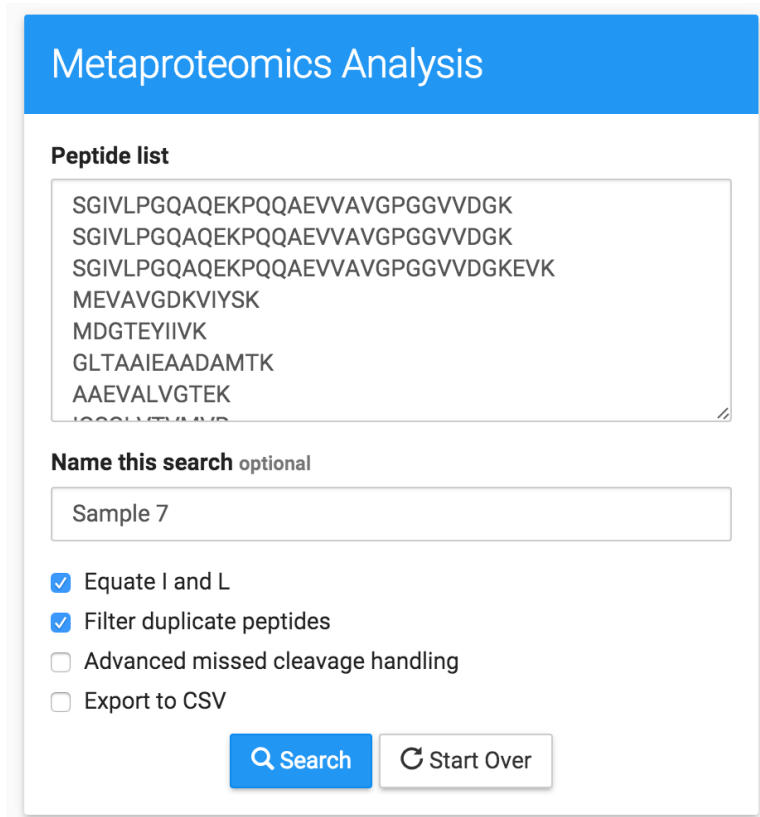 Metaproteomics Analysis
Peptide list
SGIVLPGQAQEKPQQAEVVAVGPGGVVDGK
SGIVLPGQAQEKPQQAEVVAVGPGGVVDGK
SGIVLPGQAQEKPQQAEVVAVGPGGVVDGKEVK
MEVAVGDKVIYSK
MDGTEYIIVK
GLTAAIEAADAMTK
AAEVALVGTEK
Name this search optional
Sample 7
Equate I and L
Filter duplicate peptides
Advanced missed cleavage handling
Export to CSV
Search Start Over